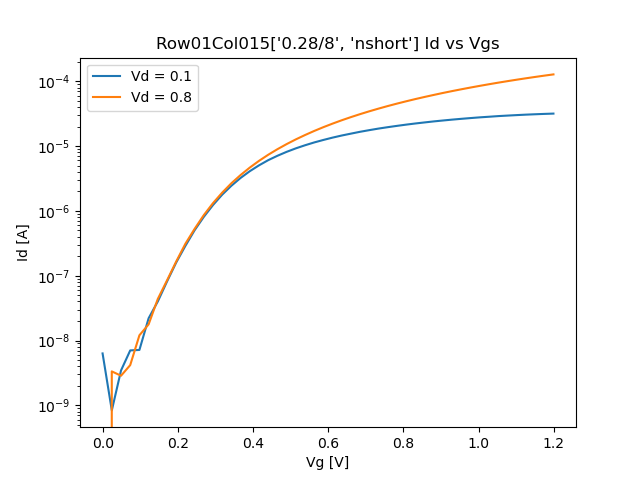 Row01Col015['0.28/8', 'nshort'] Id vs Vgs
Vd = 0.1
Vd = 0.8
Id [A]
10⁻⁴
10⁻⁵
10⁻⁶
10⁻⁷
10⁻⁸
10⁻⁹
0.0 0.2 0.4 0.6 0.8 1.0 1.2
Vg [V]